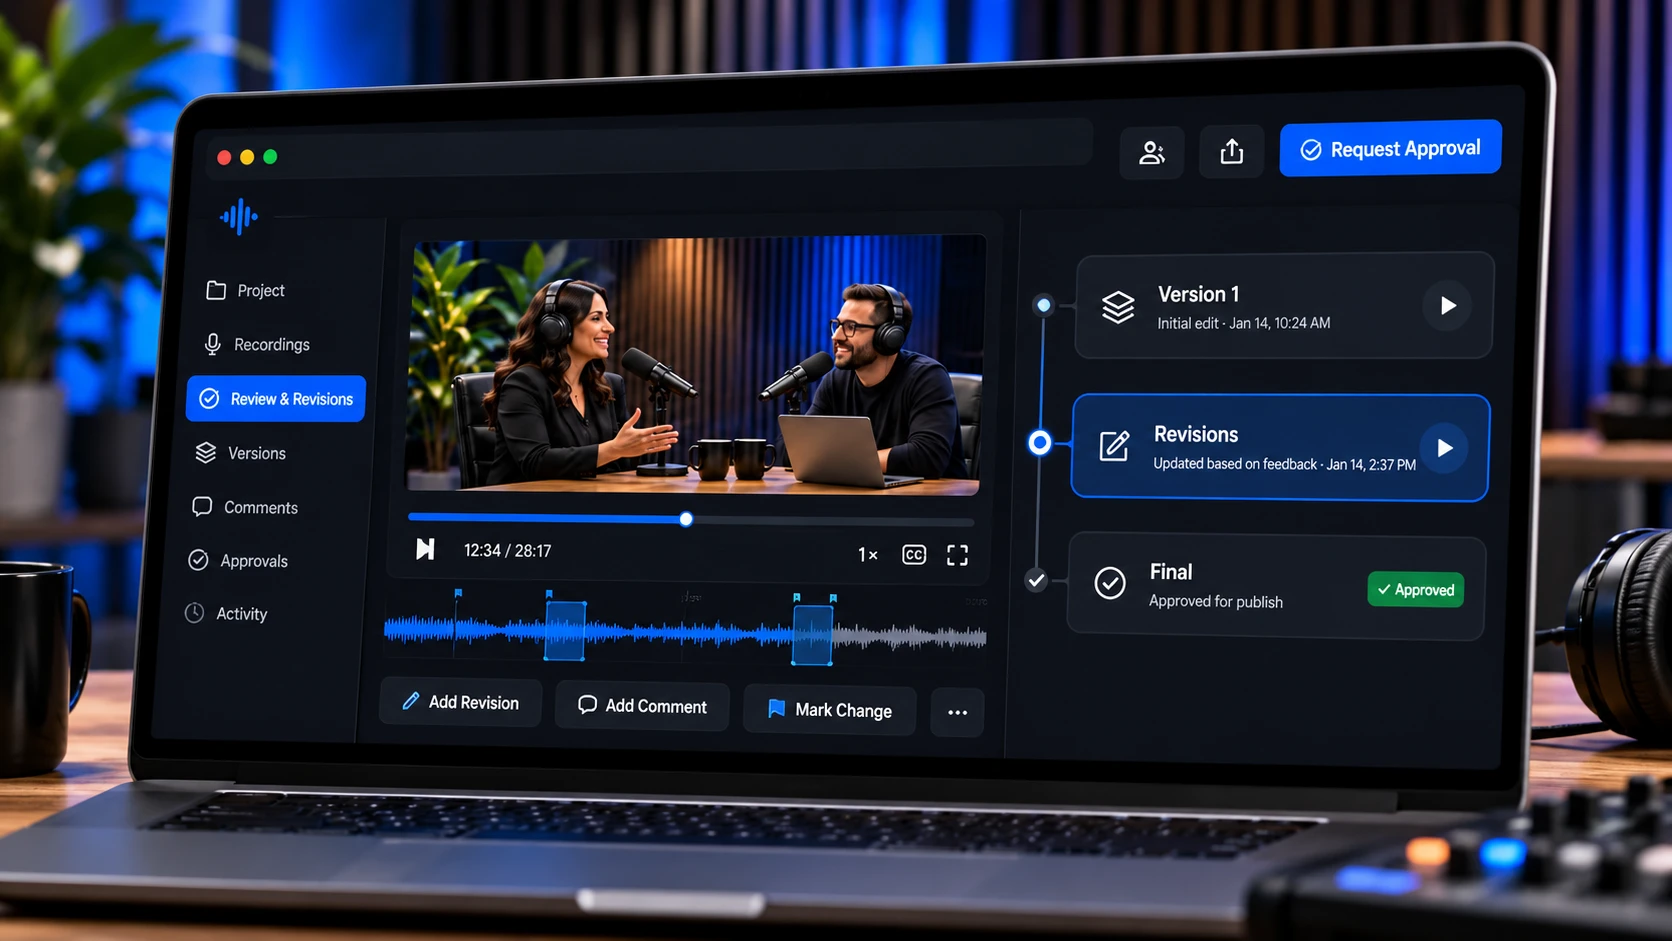 Request Approval
Project
Recordings
Review & Revisions
Versions
Comments
Approvals
Activity
12:34 / 28:17
1×
CC
Add Revision
Add Comment
Mark Change
Version 1
Initial edit · Jan 14, 10:24 AM
Revisions
Updated based on feedback · Jan 14, 2:37 PM
Final
Approved for publish
Approved